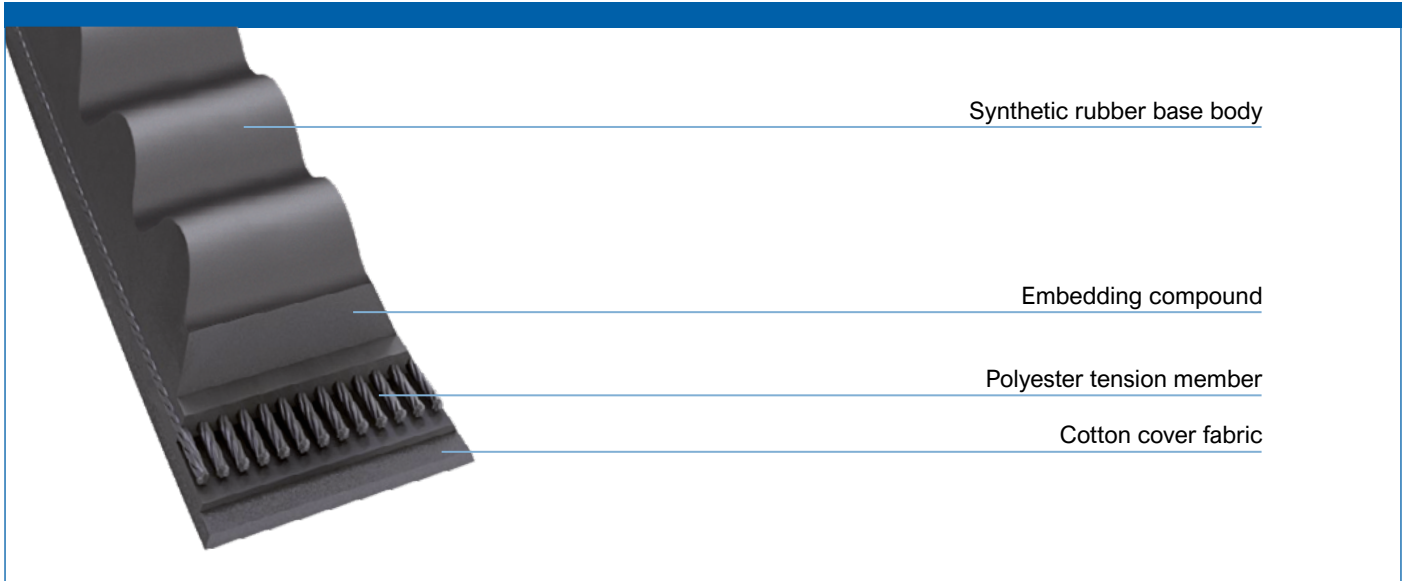 Synthetic rubber base body
Embedding compound
Polyester tension member
Cotton cover fabric